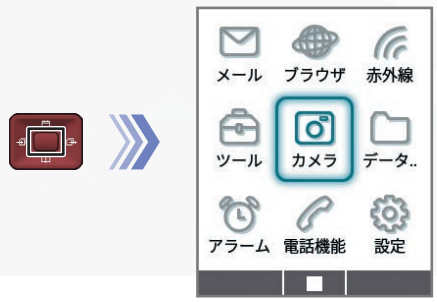 メール ブラウザ 赤外線
ツール カメラ データ..
アラーム 電話機能 設定